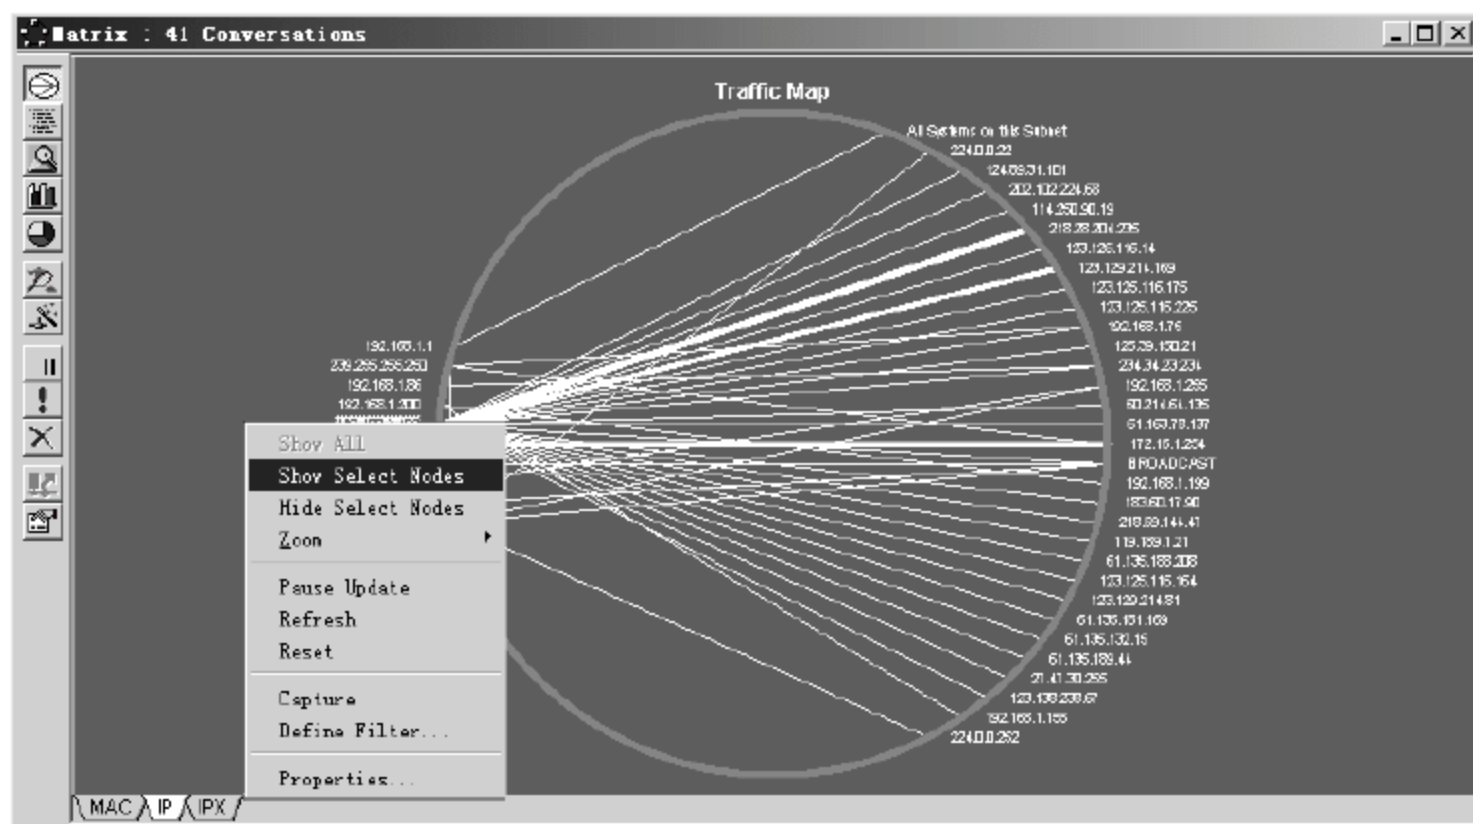 Matrix : 41 Conversations
Traffic Map
All Systems on this Subnet
224.0.0.22
124.89.31.101
202.102.224.68
114.250.90.19
218.28.204.235
123.126.116.14
123.129.214.169
123.125.116.175
123.125.115.225
192.168.1.76
125.39.150.21
234.34.23.234
192.168.1.255
60.214.64.135
61.163.78.137
172.15.1.254
BROADCAST
192.168.1.199
183.60.17.90
218.69.144.41
119.189.1.21
61.135.188.208
123.125.115.164
123.129.214.81
61.135.151.169
61.135.132.15
61.135.189.44
21.41.30.255
123.138.238.67
192.168.1.155
224.0.0.252
192.168.1.1
239.255.255.250
192.168.1.86
192.168.1.200
Show All
Show Select Nodes
Hide Select Nodes
Zoom
Pause Update
Refresh
Reset
Capture
Define Filter...
Properties...
MAC IP IPX